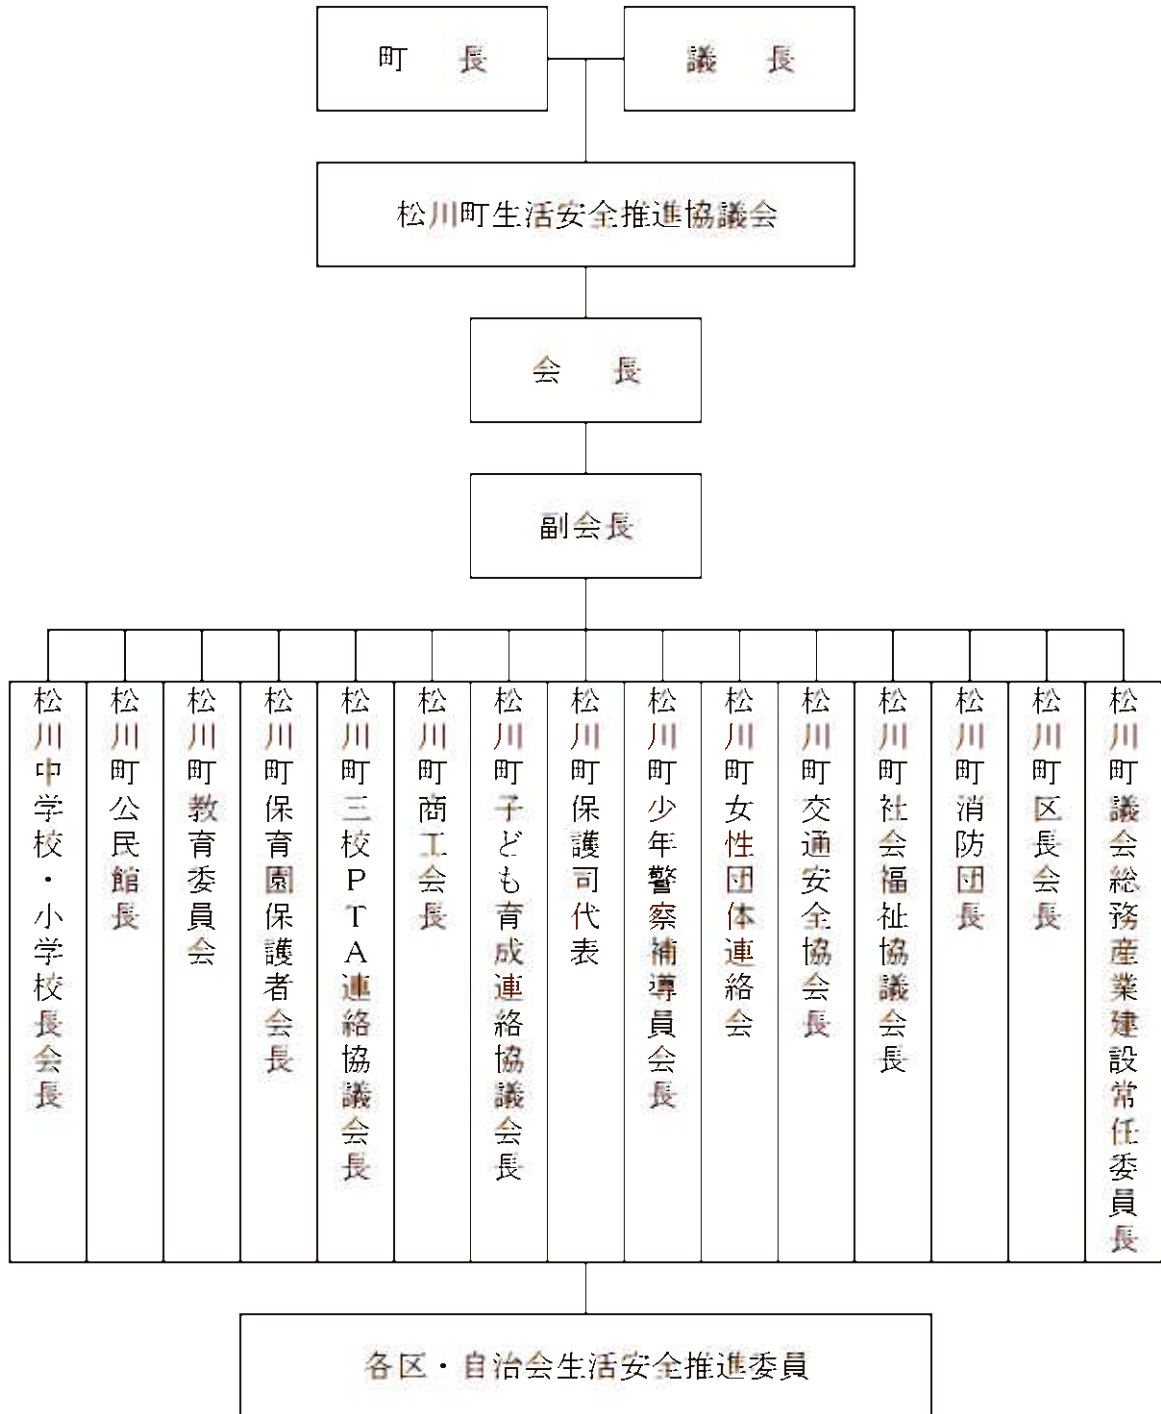 町　長
議　長
松川町生活安全推進協議会
会　長
副会長
松川町議会総務産業建設常任委員長
松川町区長会長
松川町消防団長
松川町社会福祉協議会長
松川町交通安全協会長
松川町女性団体連絡会
松川町少年警察補導員会長
松川町保護司代表
松川町子ども育成連絡協議会長
松川町商工会長
松川町三校PTA連絡協議会長
松川町保育園保護者会長
松川町教育委員会
松川町公民館長
松川中学校・小学校長会長
各区・自治会生活安全推進委員